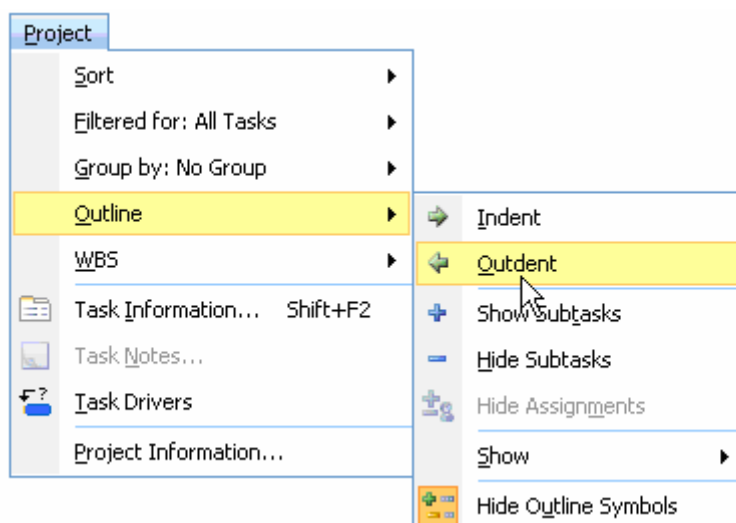 Project
Sort
Filtered for: All Tasks
Group by: No Group
Outline
WBS
Task Information... Shift+F2
Task Notes...
Task Drivers
Project Information...
Indent
Outdent
Show Subtasks
Hide Subtasks
Hide Assignments
Show
Hide Outline Symbols